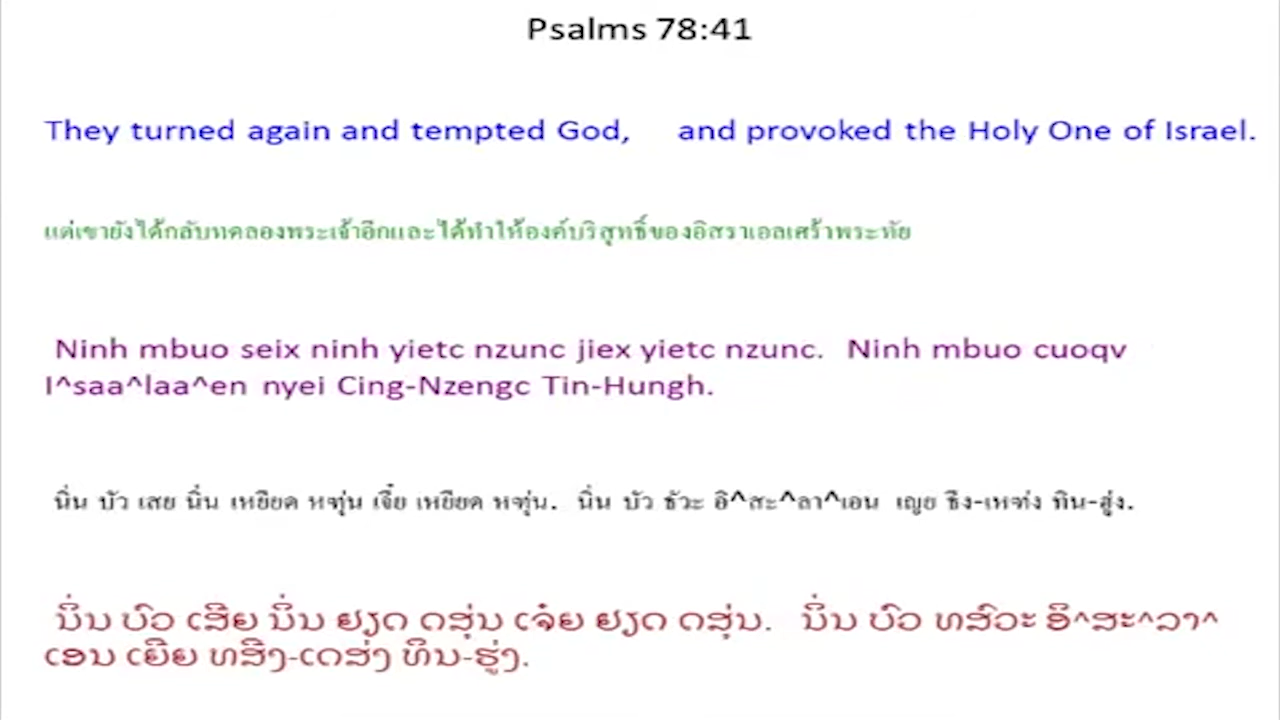 Psalms 78:41
They turned again and tempted God, and provoked the Holy One of Israel.
แต่เขายังได้กลับทดลองพระเจ้าอีกและได้ทำให้องค์บริสุทธิ์ของอิสราเอลเศร้าพระทัย
Ninh mbuo seix ninh yietc nzunc jiex yietc nzunc. Ninh mbuo cuoqv
I^saa^laa^en nyei Cing-Nzengc Tin-Hungh.
นิ่น บัว เสย นิ่น เหยียด หฑุ่น เจี๋ย เหยียด หฑุ่น. นิ่น บัว ธัวะ อิ^สะ^ลา^เอน เญย ธีง-เหฑ่ง ทิน-ฮู่ง.
ນິ່ນ ບົວ ເສີຍ ນິ່ນ ຢຽດ ດສຸ່ນ ເຈ໋ຍ ຢຽດ ດສຸ່ນ. ນິ່ນ ບົວ ທສົວະ ອິ^ສະ^ລາ^
ເອນ ເຍີຍ ທສີງ-ເດສ່ງ ທິນ-ຮູ່ງ.